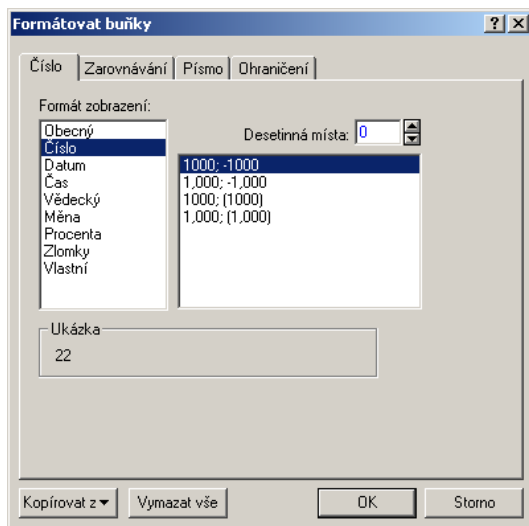 Formátovat buňky
Číslo Zarovnávání Písmo Ohraničení
Formát zobrazení:
Desetinná místa: 0
Obecný
Číslo
Datum
Čas
Vědecký
Měna
Procenta
Zlomky
Vlastní
1000; -1000
1,000; -1,000
1000; (1000)
1,000; (1,000)
Ukázka
22
Kopírovat z Vymazat vše OK Storno